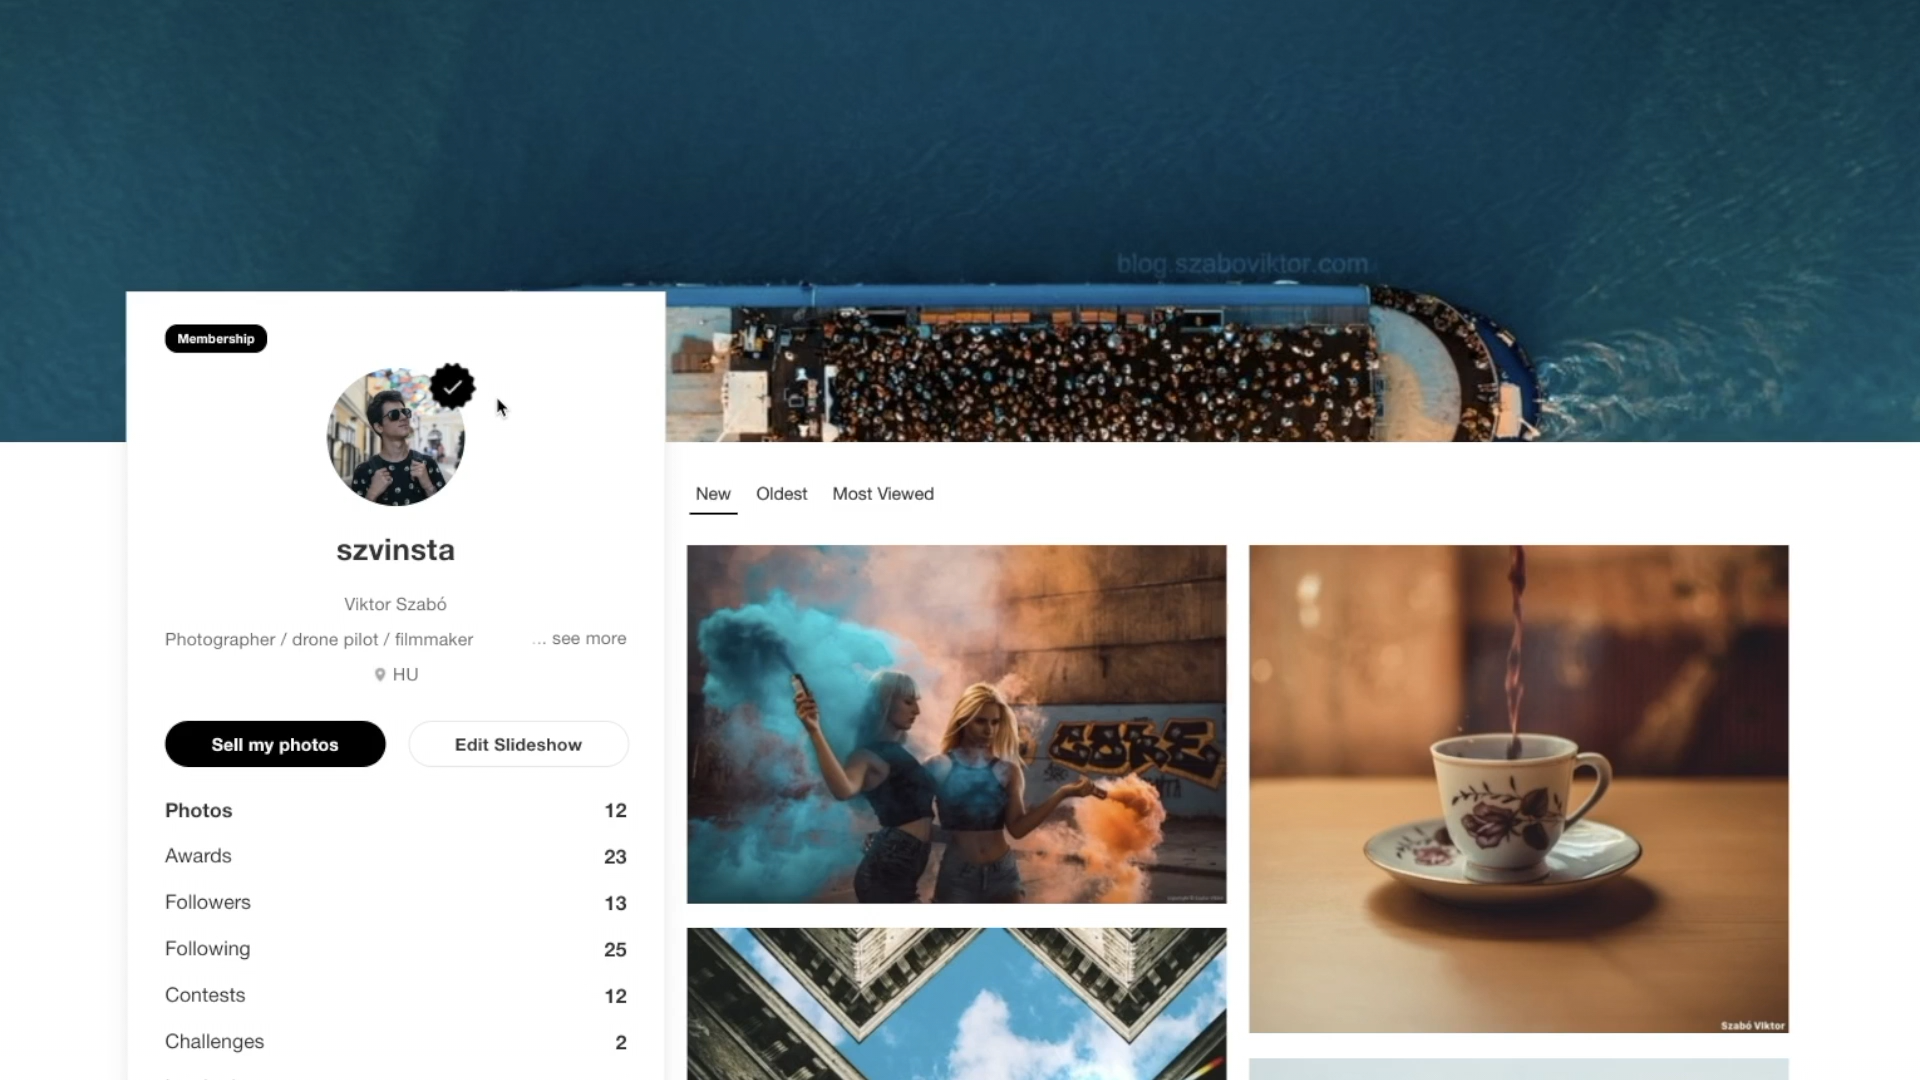 blog.szaboviktor.com
Membership
szvinsta
Viktor Szabó
Photographer / drone pilot / filmmaker ... see more
HU
Sell my photos Edit Slideshow
Photos 12
Awards 23
Followers 13
Following 25
Contests 12
Challenges 2
New Oldest Most Viewed
CORE
Szabó Viktor